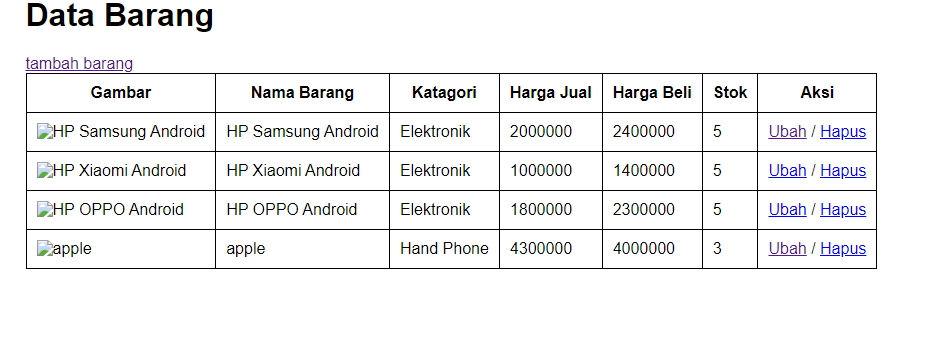 Data Barang
tambah barang
Gambar Nama Barang Katagori Harga Jual Harga Beli Stok Aksi
HP Samsung Android HP Samsung Android Elektronik 2000000 2400000 5 Ubah / Hapus
HP Xiaomi Android HP Xiaomi Android Elektronik 1000000 1400000 5 Ubah / Hapus
HP OPPO Android HP OPPO Android Elektronik 1800000 2300000 5 Ubah / Hapus
apple apple Hand Phone 4300000 4000000 3 Ubah / Hapus